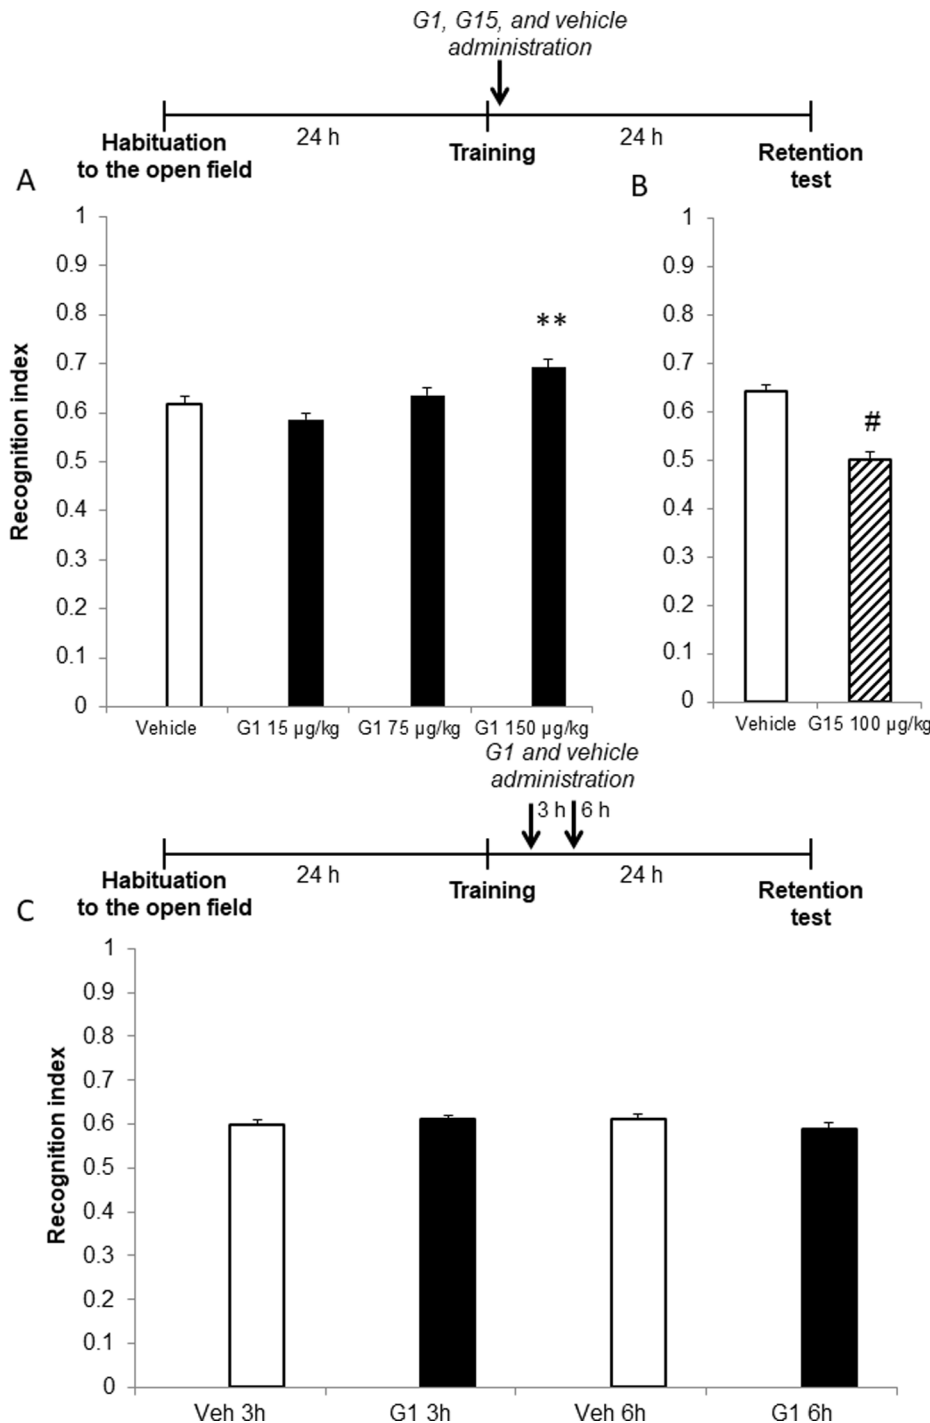 G1, G15, and vehicle
administration
24 h
24 h
Habituation
to the open field
Training
Retention
test
A
Recognition index
1
0.9
0.8
0.7
0.6
0.5
0.4
0.3
0.2
0.1
0
**
Vehicle
G1 15 µg/kg
G1 75 µg/kg
G1 150 µg/kg
B
1
0.9
0.8
0.7
0.6
0.5
0.4
0.3
0.2
0.1
0
#
Vehicle
G15 100 µg/kg
G1 and vehicle
administration
3 h
6 h
24 h
24 h
Habituation
to the open field
Training
Retention
test
C
Recognition index
1
0.9
0.8
0.7
0.6
0.5
0.4
0.3
0.2
0.1
0
Veh 3h
G1 3h
Veh 6h
G1 6h